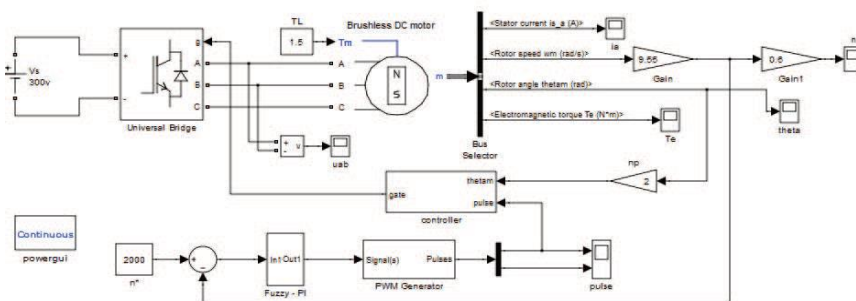 TL
1.5
Brushless DC motor
Tm
A
B
C
N
S
m
Vs
300v
+
-
g
A
B
C
Universal Bridge
+
-
v
uab
<Stator current is_a (A)>
ia
<Rotor speed wm (rad/s)>
9.55
Gain
0.6
Gain1
n
<Rotor angle thetam (rad)>
theta
<Electromagnetic torque Te (N*m)>
Te
Bus
Selector
np
2
gate
thetam
pulse
controller
Continuous
powergui
2000
n*
+
-
In1
Out1
Fuzzy - PI
Signal(s)
Pulses
PWM Generator
pulse